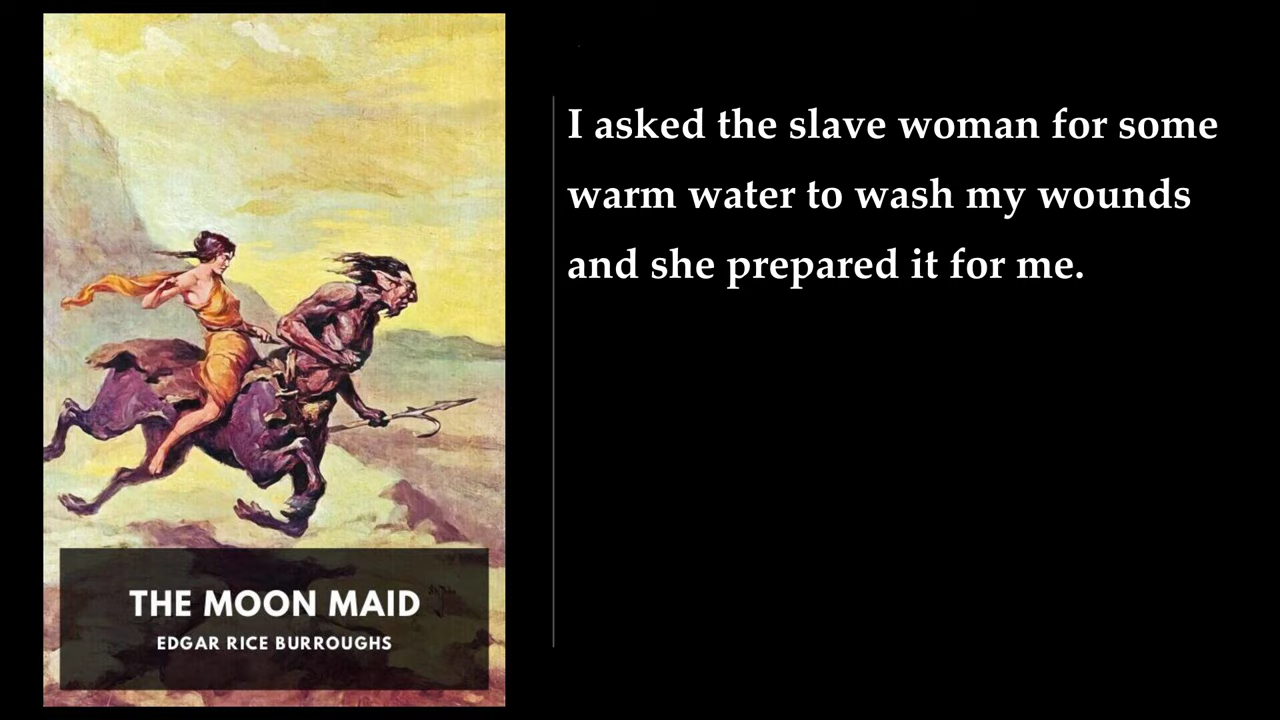 I asked the slave woman for some
warm water to wash my wounds
and she prepared it for me.
THE MOON MAID
EDGAR RICE BURROUGHS